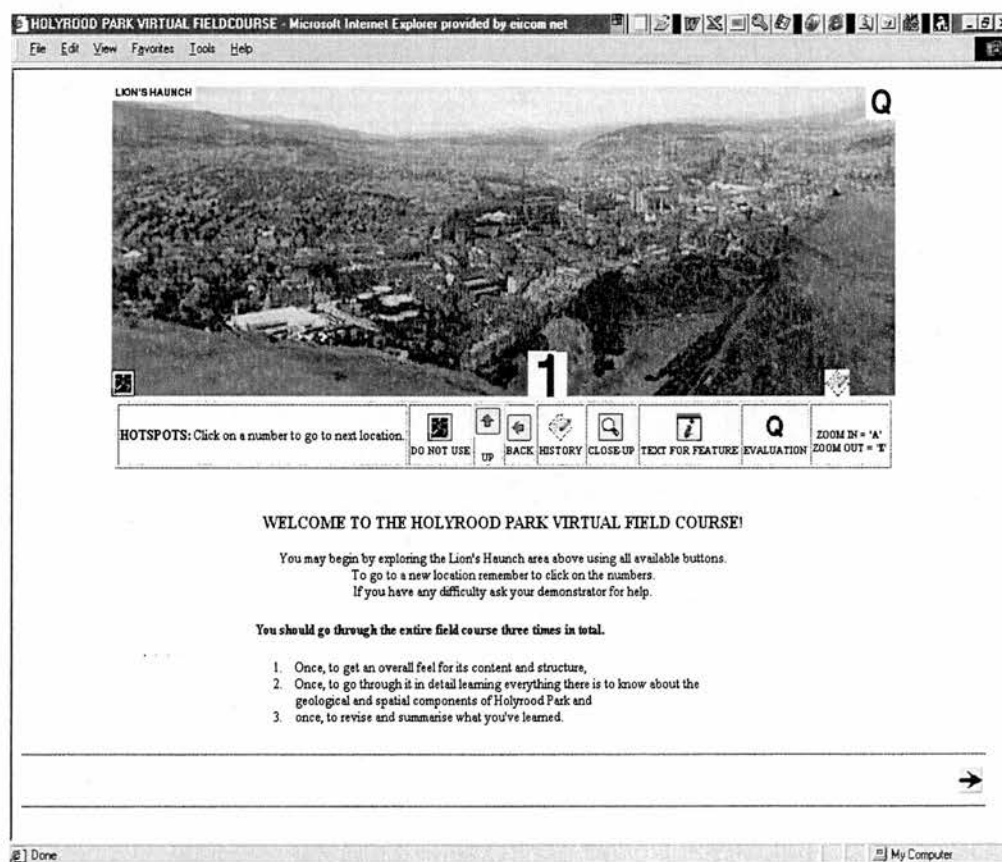 HOLYROOD PARK VIRTUAL FIELDCOURSE - Microsoft Internet Explorer provided by eircom net
File Edit View Favorites Tools Help
LION'S HAUNCH
Q
1
HOTSPOTS: Click on a number to go to next location.
DO NOT USE
UP
BACK
HISTORY
CLOSE-UP
TEXT FOR FEATURE
Q
EVALUATION
ZOOM IN = 'A'
ZOOM OUT = 'Z'
WELCOME TO THE HOLYROOD PARK VIRTUAL FIELD COURSE!
You may begin by exploring the Lion's Haunch area above using all available buttons.
To go to a new location remember to click on the numbers.
If you have any difficulty ask your demonstrator for help.
You should go through the entire field course three times in total.
1. Once, to get an overall feel for its content and structure,
2. Once, to go through it in detail learning everything there is to know about the
geological and spatial components of Holyrood Park and
3. once, to revise and summarise what you've learned.
Done
My Computer